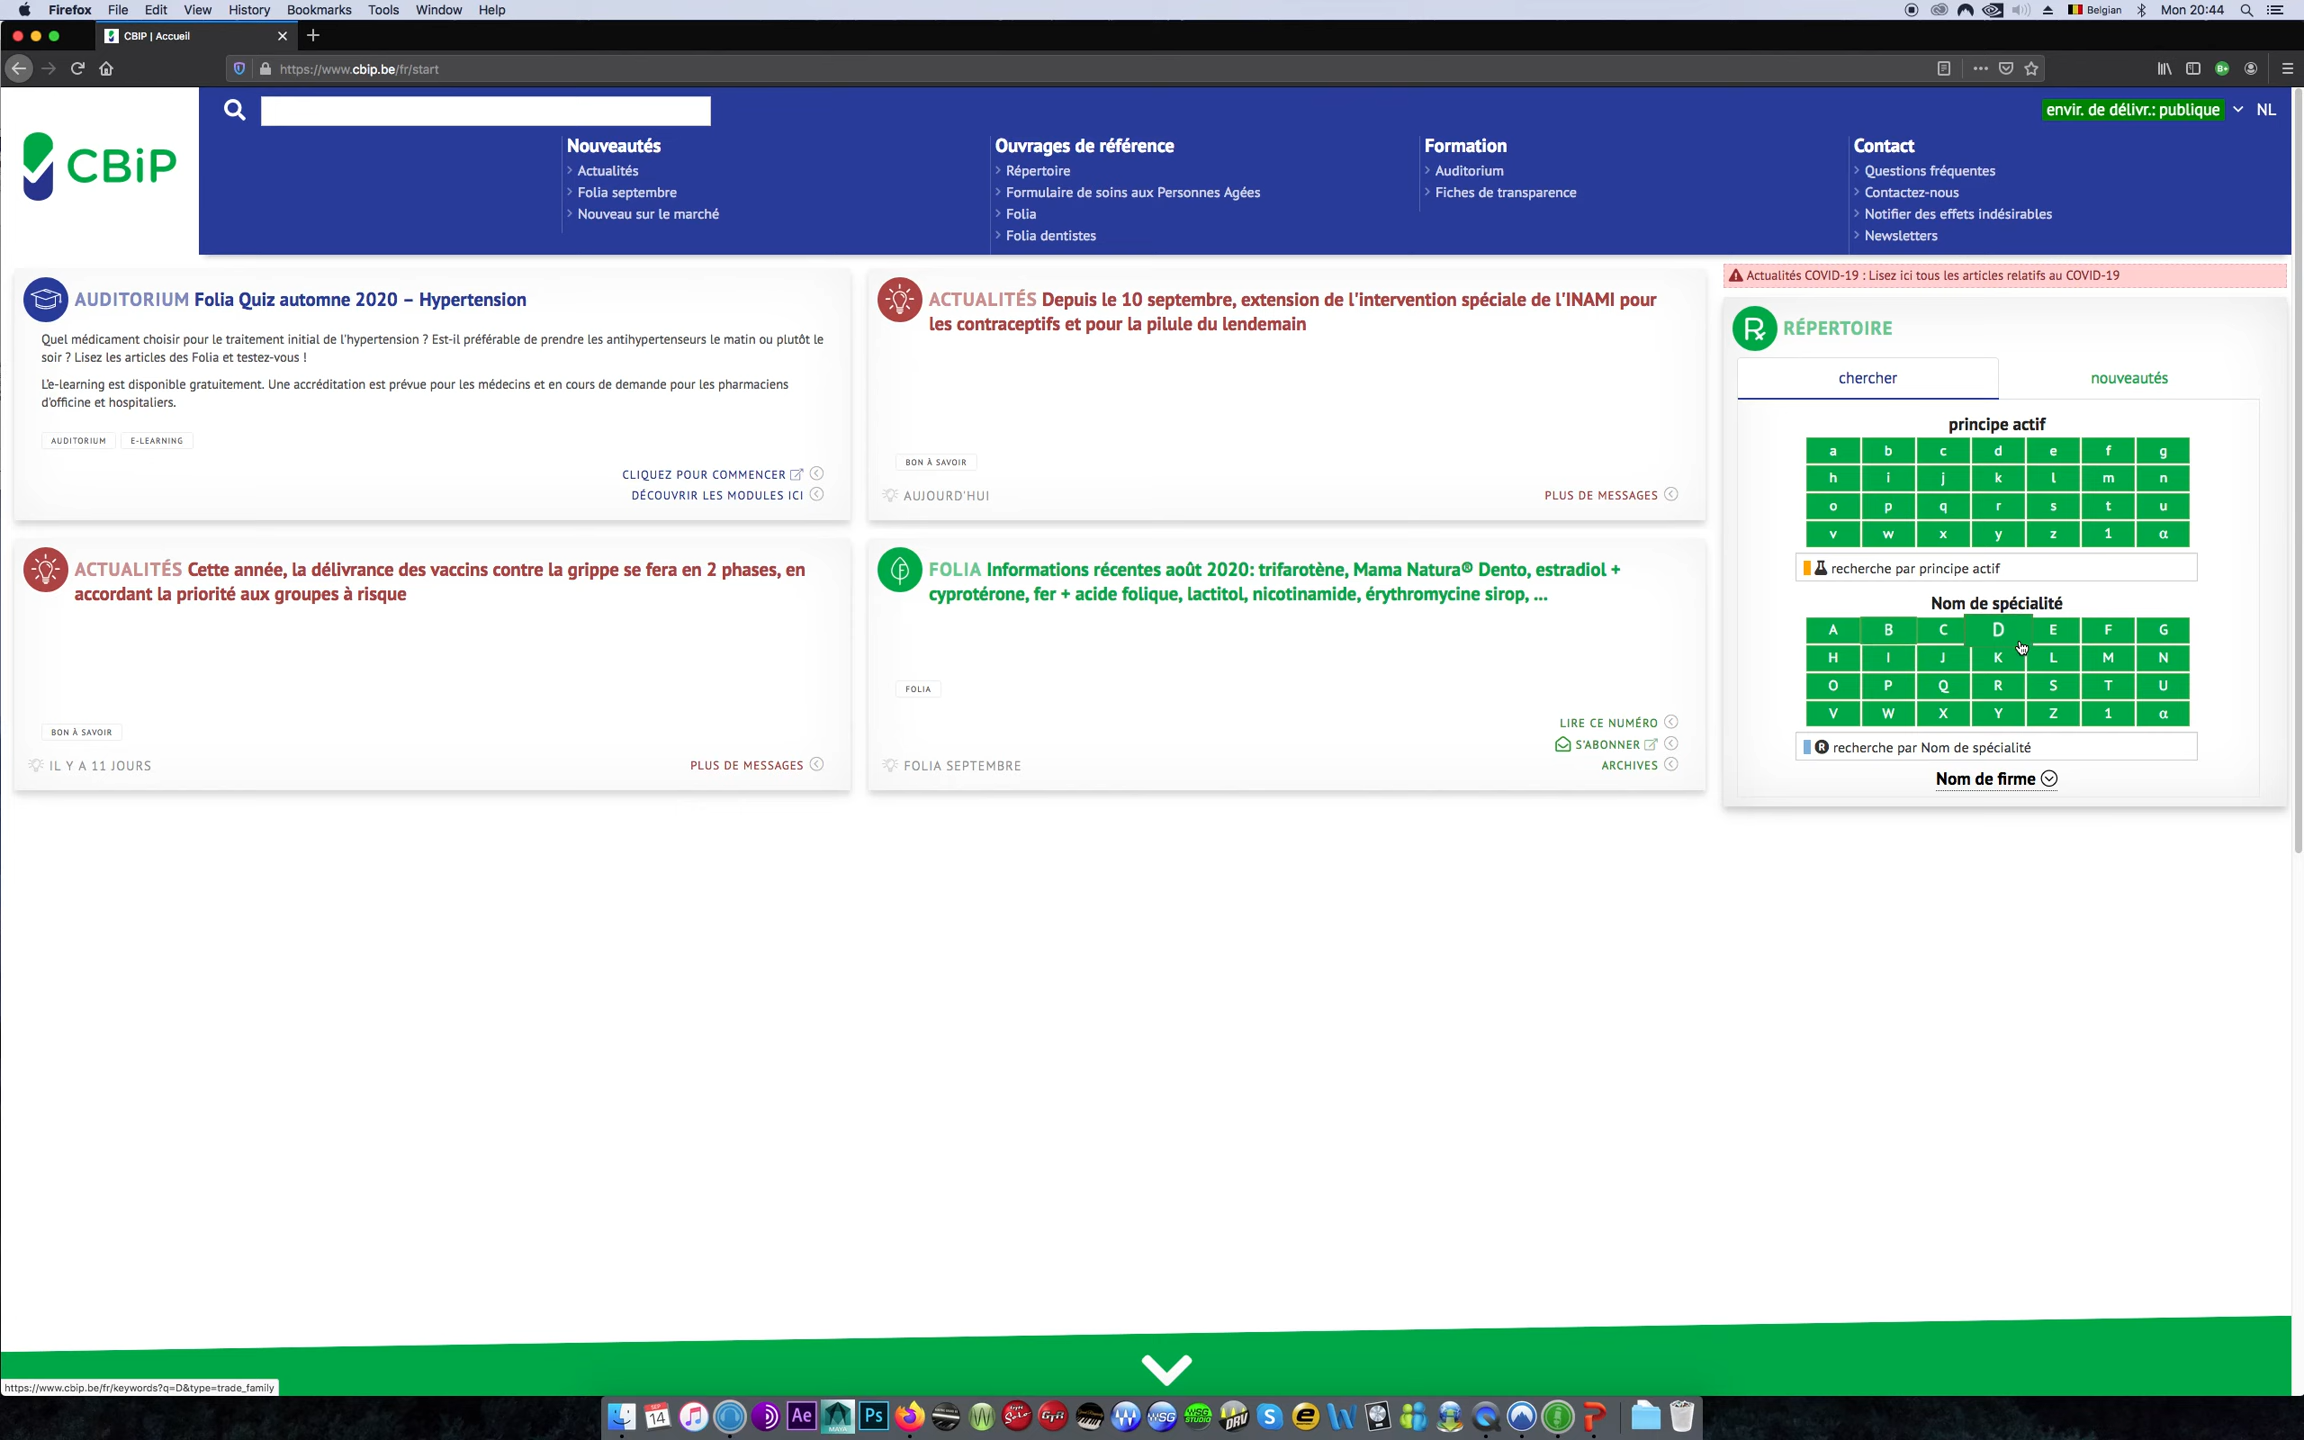 Firefox File Edit View History Bookmarks Tools Window Help
Belgian Mon 20:44
CBIP | Accueil
https://www.cbip.be/fr/start
envir. de délivr.: publique NL
CBiP
Nouveautés
Actualités
Folia septembre
Nouveau sur le marché
Ouvrages de référence
Répertoire
Formulaire de soins aux Personnes Agées
Folia
Folia dentistes
Formation
Auditorium
Fiches de transparence
Contact
Questions fréquentes
Contactez-nous
Notifier des effets indésirables
Newsletters
AUDITORIUM Folia Quiz automne 2020 – Hypertension
Quel médicament choisir pour le traitement initial de l'hypertension ? Est-il préférable de prendre les antihypertenseurs le matin ou plutôt le
soir ? Lisez les articles des Folia et testez-vous !
L'e-learning est disponible gratuitement. Une accréditation est prévue pour les médecins et en cours de demande pour les pharmaciens
d'officine et hospitaliers.
AUDITORIUM E-LEARNING
CLIQUEZ POUR COMMENCER
DÉCOUVRIR LES MODULES ICI
ACTUALITÉS Depuis le 10 septembre, extension de l'intervention spéciale de l'INAMI pour
les contraceptifs et pour la pilule du lendemain
BON À SAVOIR
AUJOURD'HUI PLUS DE MESSAGES
ACTUALITÉS Cette année, la délivrance des vaccins contre la grippe se fera en 2 phases, en
accordant la priorité aux groupes à risque
BON À SAVOIR
IL Y A 11 JOURS PLUS DE MESSAGES
FOLIA Informations récentes août 2020: trifarotène, Mama Natura® Dento, estradiol +
cyprotérone, fer + acide folique, lactitol, nicotinamide, érythromycine sirop, ...
FOLIA
LIRE CE NUMÉRO
S'ABONNER
FOLIA SEPTEMBRE ARCHIVES
Actualités COVID-19 : Lisez ici tous les articles relatifs au COVID-19
RÉPERTOIRE
chercher nouveautés
principe actif
a b c d e f g
h i j k l m n
o p q r s t u
v w x y z 1 α
recherche par principe actif
Nom de spécialité
A B C D E F G
H I J K L M N
O P Q R S T U
V W X Y Z 1 α
R recherche par Nom de spécialité
Nom de firme
https://www.cbip.be/fr/keywords?q=D&type=trade_family
SEP 14 Ae MAYA Ps GTR WSG WSG STUDIO DRV